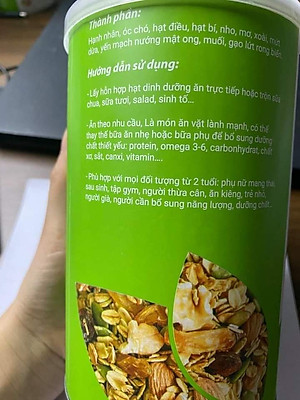 Thành phần:
Hạnh nhân, óc chó, hạt điều, hạt bí, nho, mơ, xoài, mứt
dừa, yến mạch nướng mật ong, muối, gạo lứt rong biển
Hướng dẫn sử dụng:
-Lấy hỗn hợp hạt dinh dưỡng ăn trực tiếp hoặc trộn sữa
chua, sữa tươi, salad, sinh tố...
-Ăn theo nhu cầu, Là món ăn vặt lành mạnh, có thể
thay thế bữa ăn nhẹ hoặc bữa phụ để bổ sung dưỡng
chất thiết yếu: protein, omega 3-6, carbonhydrat, chất
xơ, sắt, canxi, vitamin....
-Phù hợp với mọi đối tượng từ 2 tuổi: phụ nữ mang thai,
sau sinh, tập gym, người thừa cân, ăn kiêng, trẻ nhỏ,
người già, người cần bổ sung năng lượng, dưỡng chất...